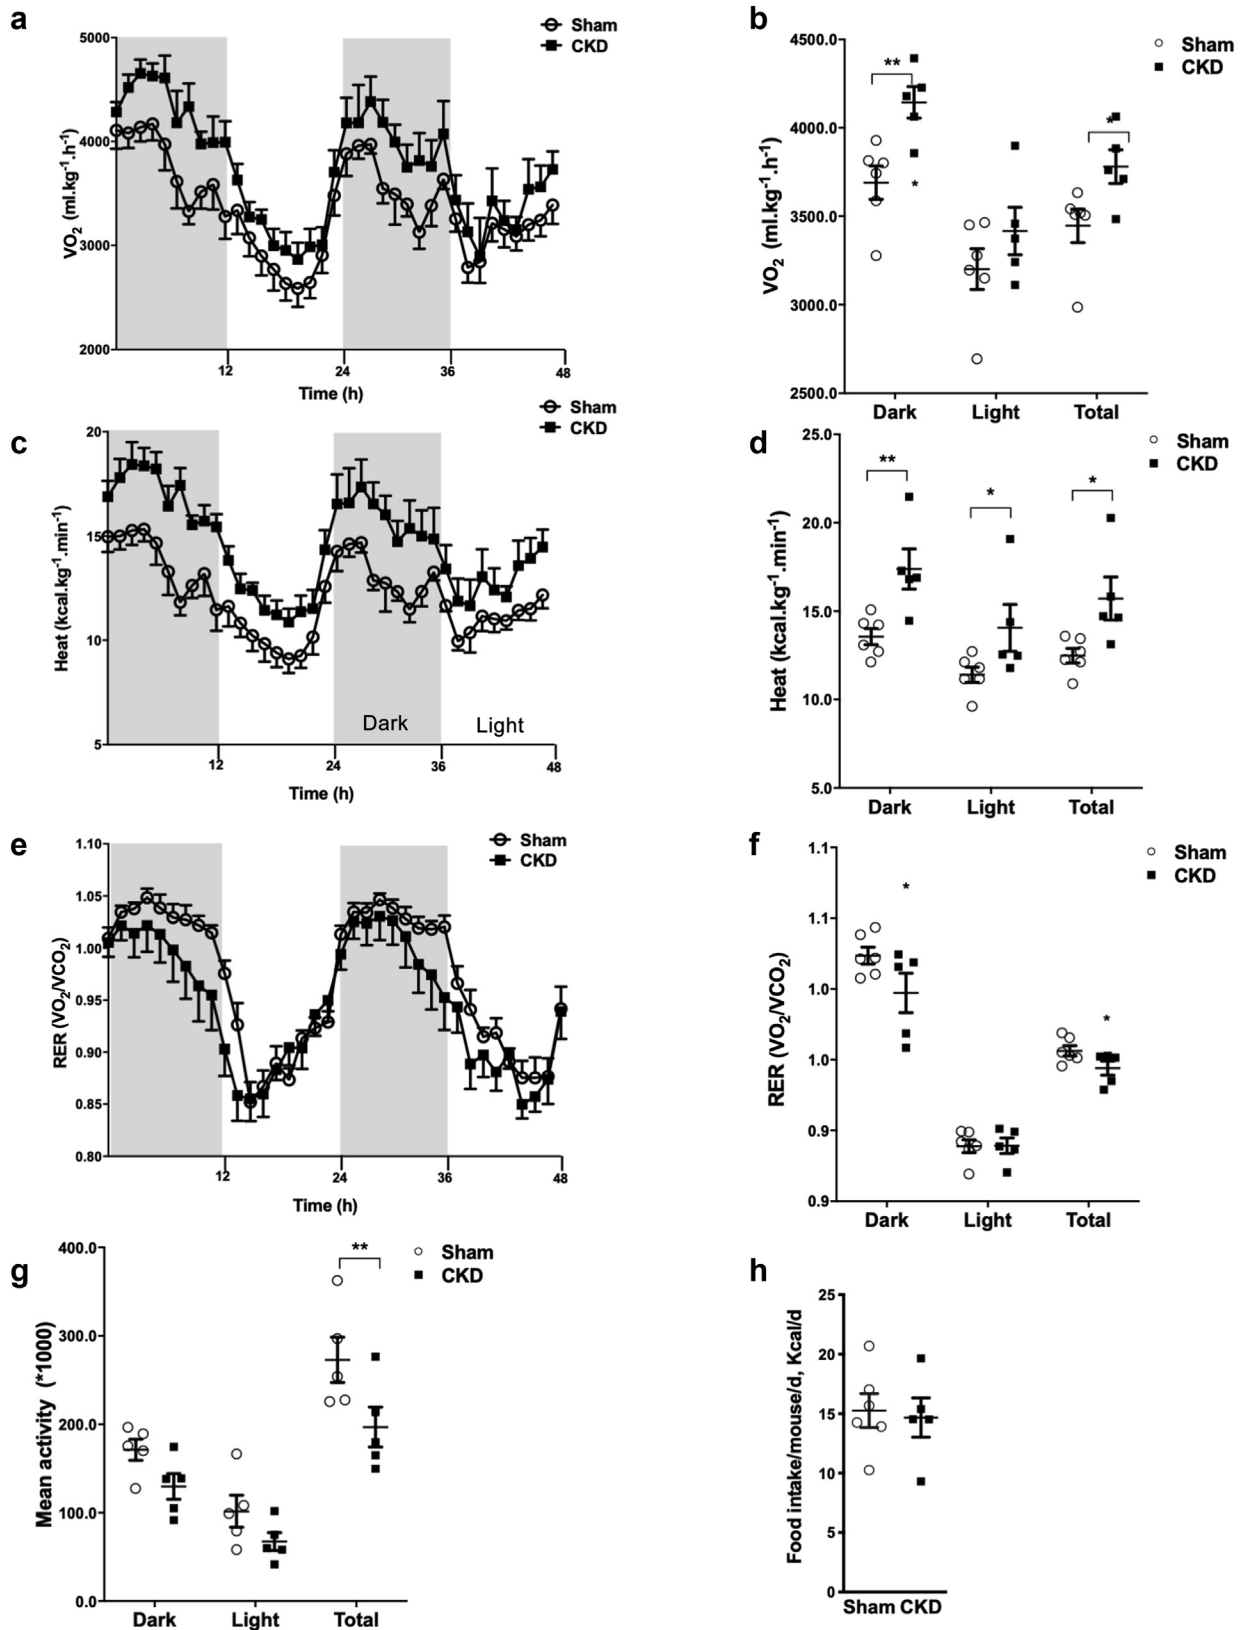 a
Sham
CKD
5000
4000
3000
2000
VO2 (ml.kg-1.h-1)
12
24
36
48
Time (h)
b
Sham
CKD
4500.0
4000.0
3500.0
3000.0
2500.0
VO2 (ml.kg-1.h-1)
**
*
*
Dark
Light
Total
c
Sham
CKD
20
15
10
5
Heat (kcal.kg-1.min-1)
Dark
Light
12
24
36
48
Time (h)
d
Sham
CKD
25.0
20.0
15.0
10.0
5.0
Heat (kcal.kg-1.min-1)
**
*
*
Dark
Light
Total
e
Sham
CKD
1.10
1.05
1.00
0.95
0.90
0.85
0.80
RER (VO2/VCO2)
12
24
36
48
Time (h)
f
Sham
CKD
1.1
1.1
1.0
1.0
0.9
0.9
RER (VO2/VCO2)
*
*
Dark
Light
Total
g
Sham
CKD
400.0
300.0
200.0
100.0
0.0
Mean activity (*1000)
**
Dark
Light
Total
h
25
20
15
10
5
0
Food intake/mouse/d, Kcal/d
Sham CKD